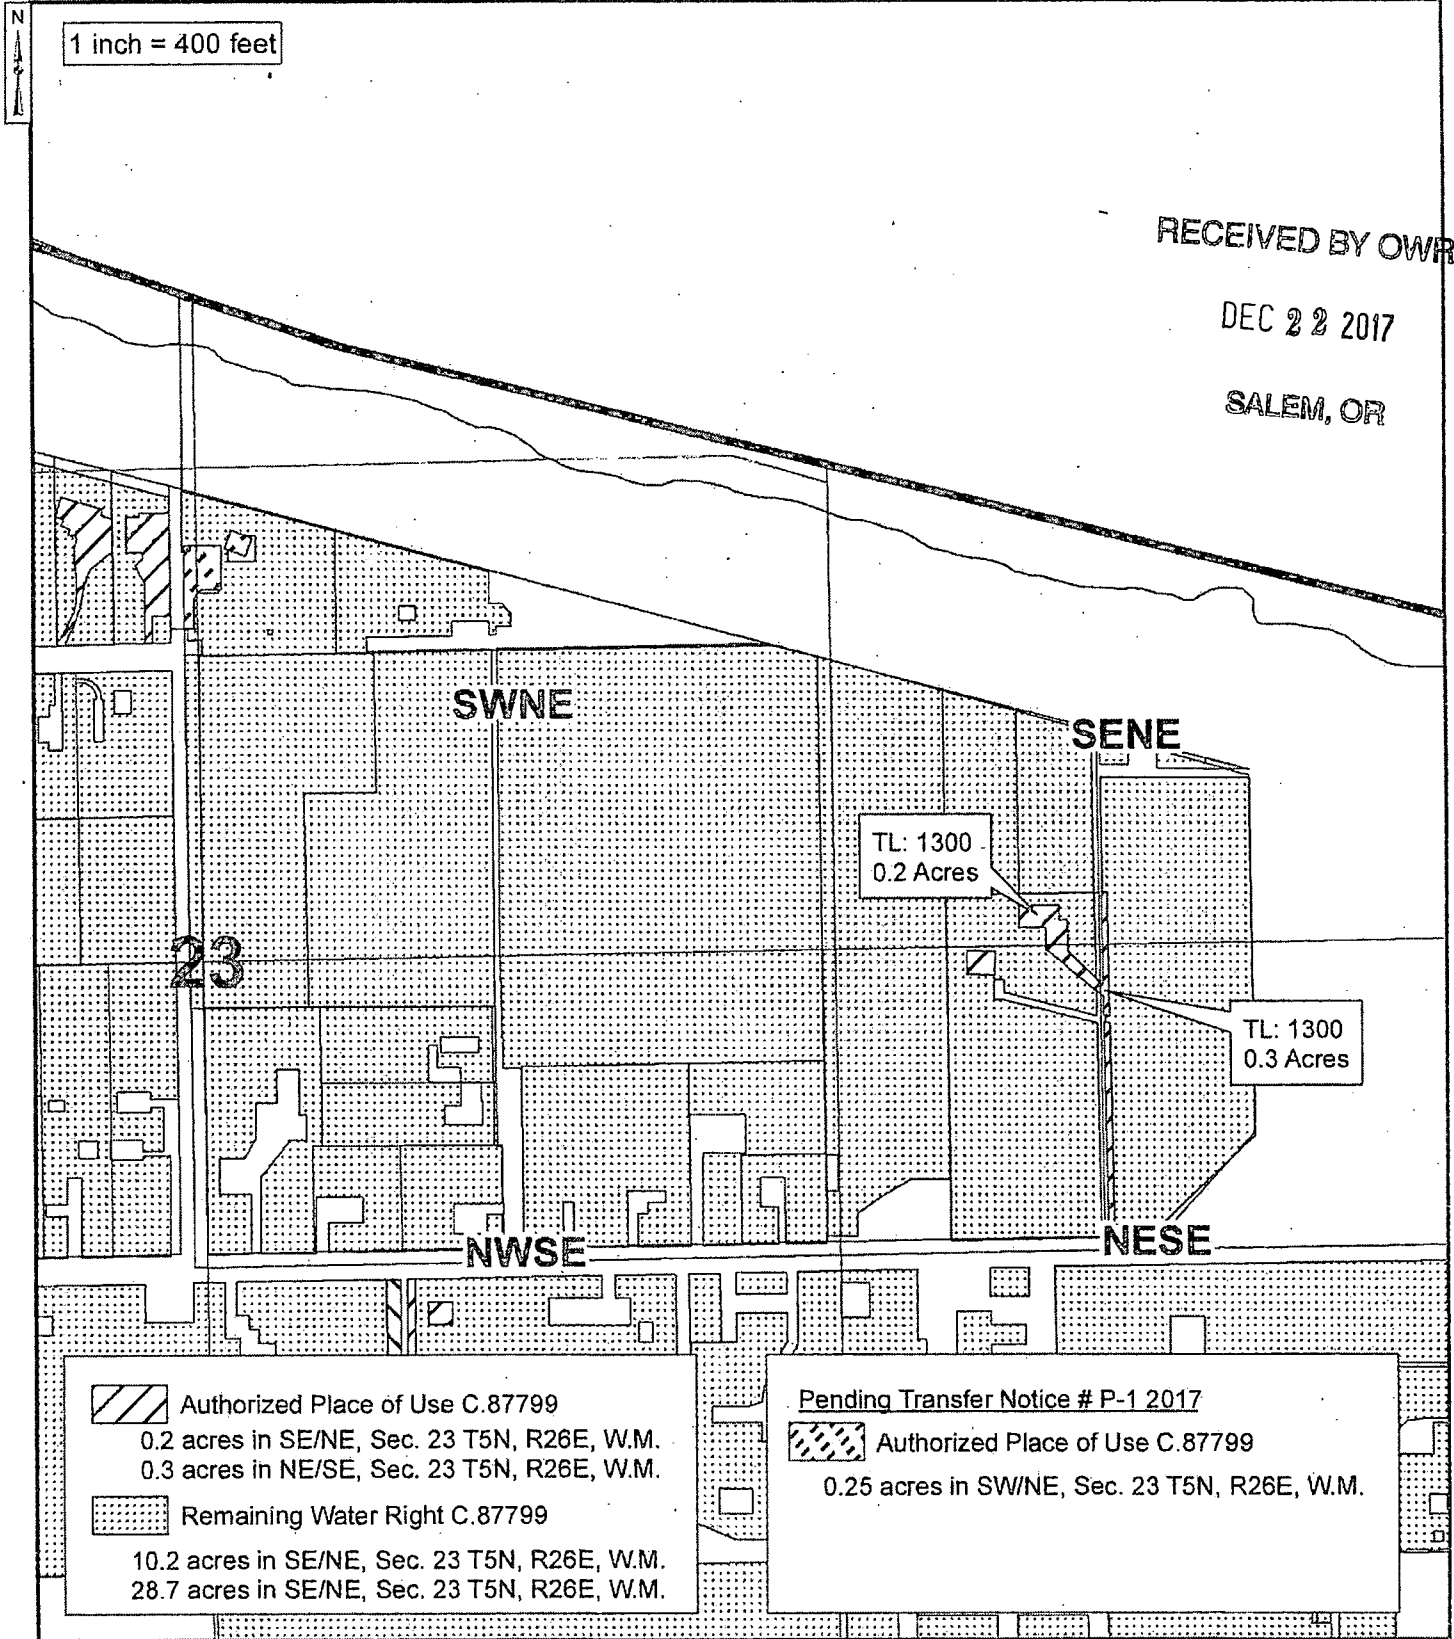 N
1 inch = 400 feet
RECEIVED BY OWR
DEC 22 2017
SALEM, OR
SWNE
SENE
TL: 1300
0.2 Acres
23
TL: 1300
0.3 Acres
NWSE
NESE
Authorized Place of Use C.87799
0.2 acres in SE/NE, Sec. 23 T5N, R26E, W.M.
0.3 acres in NE/SE, Sec. 23 T5N, R26E, W.M.
Remaining Water Right C.87799
10.2 acres in SE/NE, Sec. 23 T5N, R26E, W.M.
28.7 acres in SE/NE, Sec. 23 T5N, R26E, W.M.
Pending Transfer Notice # P-1 2017
Authorized Place of Use C.87799
0.25 acres in SW/NE, Sec. 23 T5N, R26E, W.M.